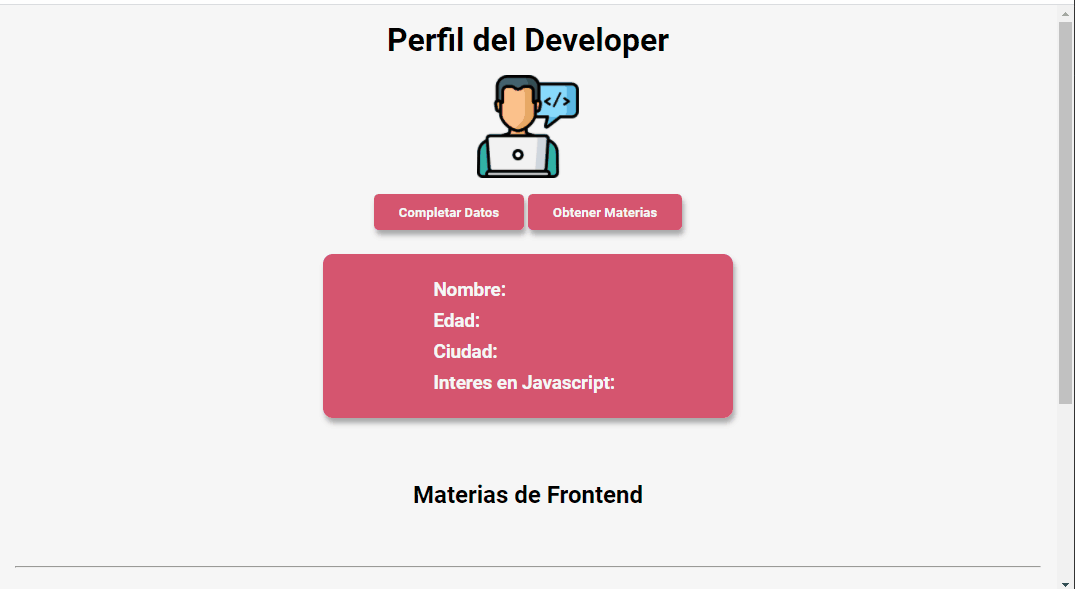 Perfil del Developer
</>
Completar Datos Obtener Materias
Nombre:
Edad:
Ciudad:
Interes en Javascript:
Materias de Frontend